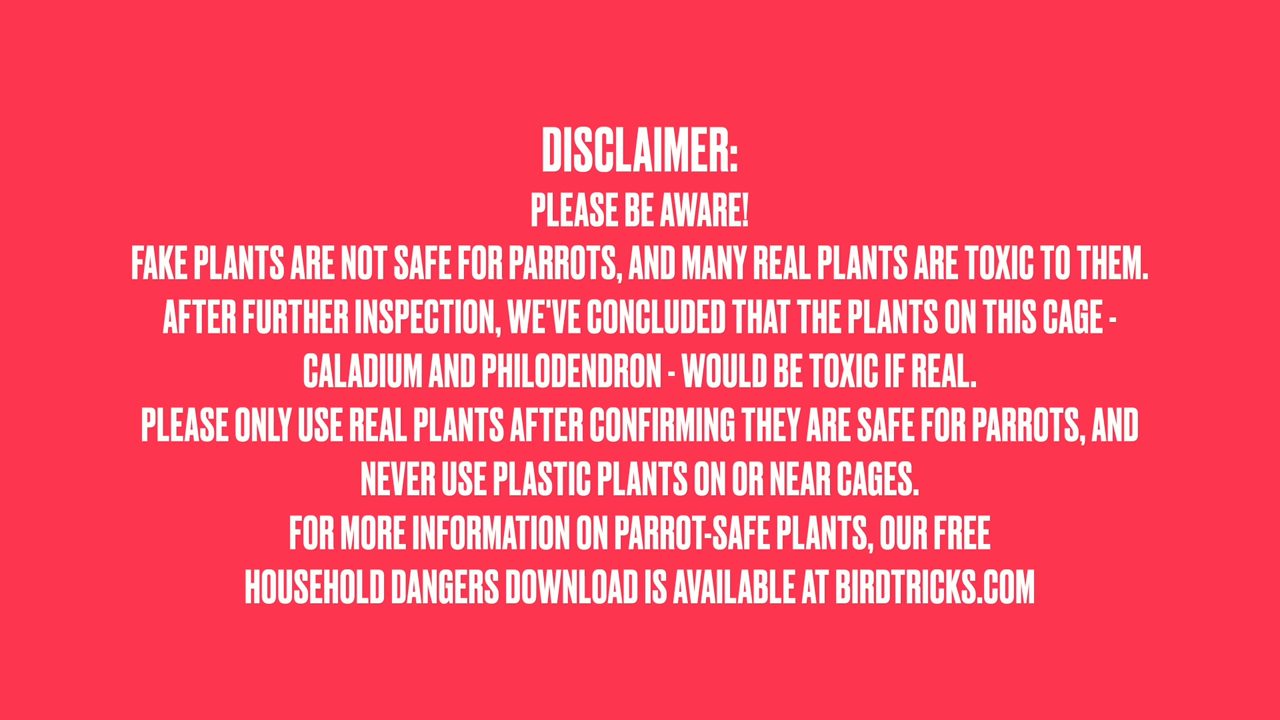 DISCLAIMER:
PLEASE BE AWARE!
FAKE PLANTS ARE NOT SAFE FOR PARROTS, AND MANY REAL PLANTS ARE TOXIC TO THEM.
AFTER FURTHER INSPECTION, WE'VE CONCLUDED THAT THE PLANTS ON THIS CAGE -
CALADIUM AND PHILODENDRON - WOULD BE TOXIC IF REAL.
PLEASE ONLY USE REAL PLANTS AFTER CONFIRMING THEY ARE SAFE FOR PARROTS, AND
NEVER USE PLASTIC PLANTS ON OR NEAR CAGES.
FOR MORE INFORMATION ON PARROT-SAFE PLANTS, OUR FREE
HOUSEHOLD DANGERS DOWNLOAD IS AVAILABLE AT BIRDTRICKS.COM